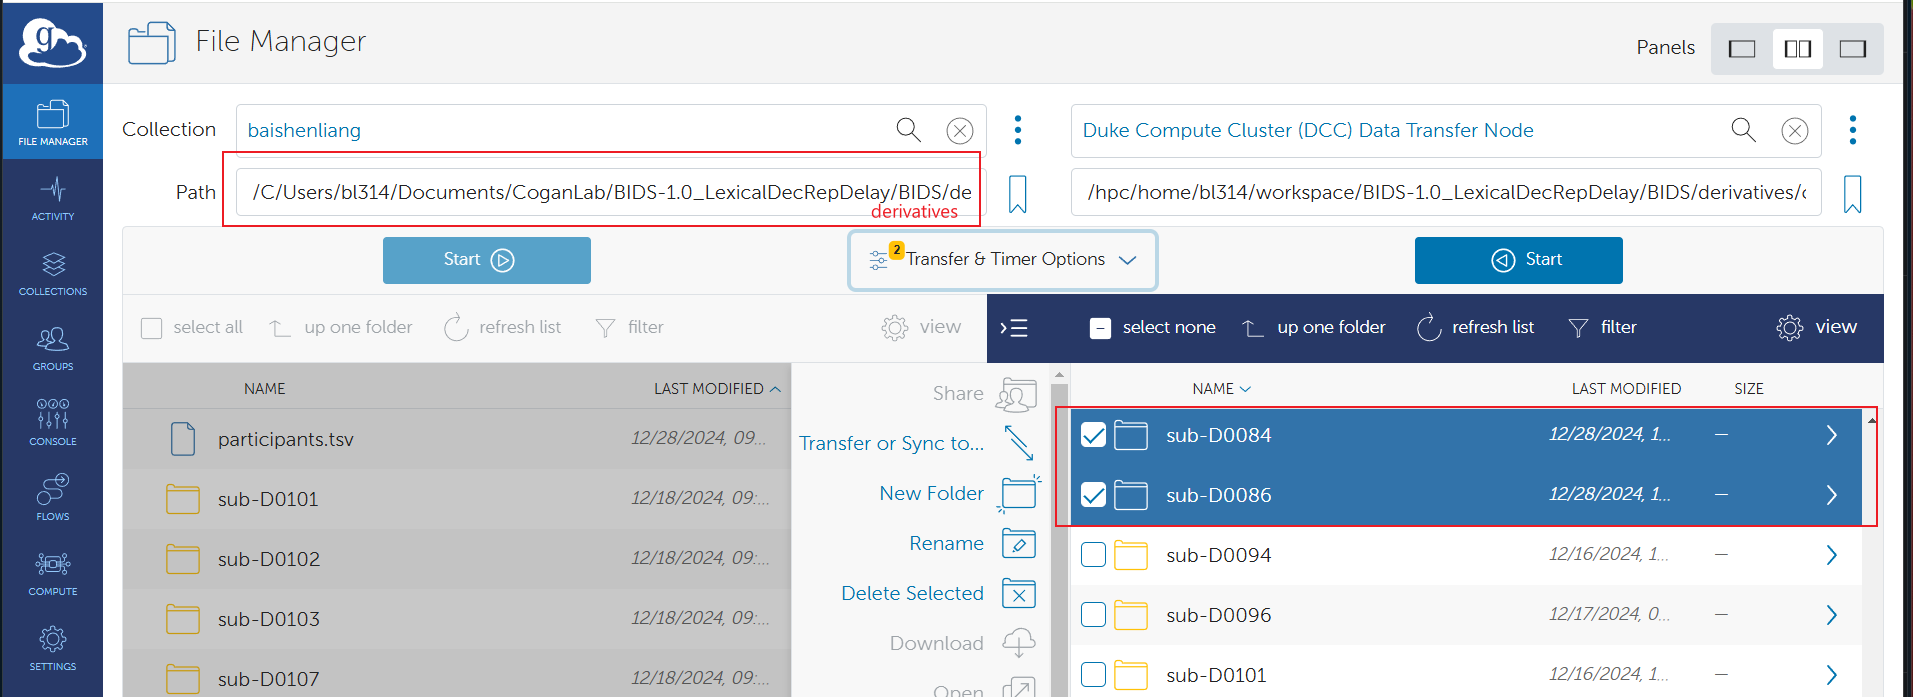 g
File Manager
Panels
FILE MANAGER
ACTIVITY
COLLECTIONS
GROUPS
CONSOLE
FLOWS
COMPUTE
SETTINGS
Collection
baishenliang
Duke Compute Cluster (DCC) Data Transfer Node
Path
/C/Users/bl314/Documents/CoganLab/BIDS-1.0_LexicalDecRepDelay/BIDS/de
derivatives
/hpc/home/bl314/workspace/BIDS-1.0_LexicalDecRepDelay/BIDS/derivatives/
Start
2
Transfer & Timer Options
Start
select all
up one folder
refresh list
filter
view
select none
up one folder
refresh list
filter
view
NAME
LAST MODIFIED
participants.tsv
12/28/2024, 09...
sub-D0101
12/18/2024, 09:...
sub-D0102
12/18/2024, 09:...
sub-D0103
12/18/2024, 09:...
sub-D0107
12/18/2024, 09:...
Share
Transfer or Sync to...
New Folder
Rename
Delete Selected
Download
Open
NAME
LAST MODIFIED
SIZE
sub-D0084
12/28/2024, 1...
—
sub-D0086
12/28/2024, 1...
—
sub-D0094
12/16/2024, 1...
—
sub-D0096
12/17/2024, 0...
—
sub-D0101
12/16/2024, 1...
—